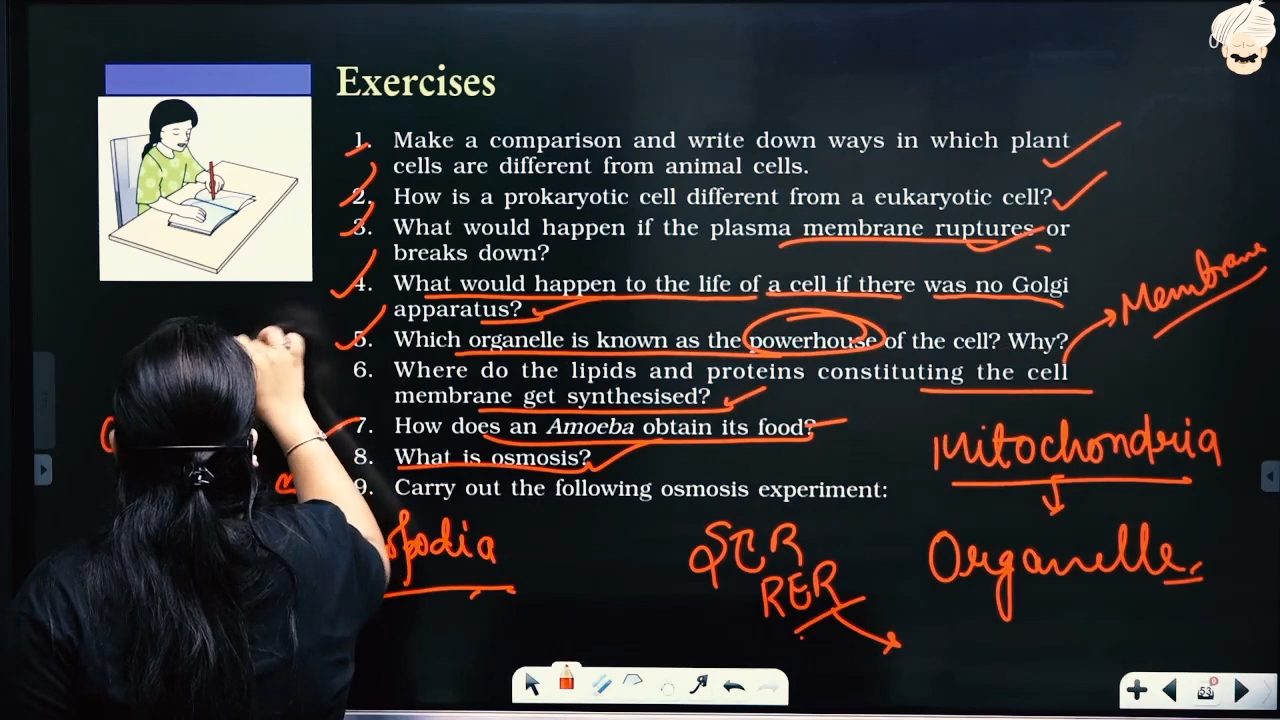 Exercises
1. Make a comparison and write down ways in which plant
cells are different from animal cells.
2. How is a prokaryotic cell different from a eukaryotic cell?
3. What would happen if the plasma membrane ruptures or
breaks down?
4. What would happen to the life of a cell if there was no Golgi
apparatus?
Membrane
5. Which organelle is known as the powerhouse of the cell? Why?
6. Where do the lipids and proteins constituting the cell
membrane get synthesised?
7. How does an Amoeba obtain its food?
Mitochondria
8. What is osmosis?
9. Carry out the following osmosis experiment:
opodia
SER
Organelle.
RER
53